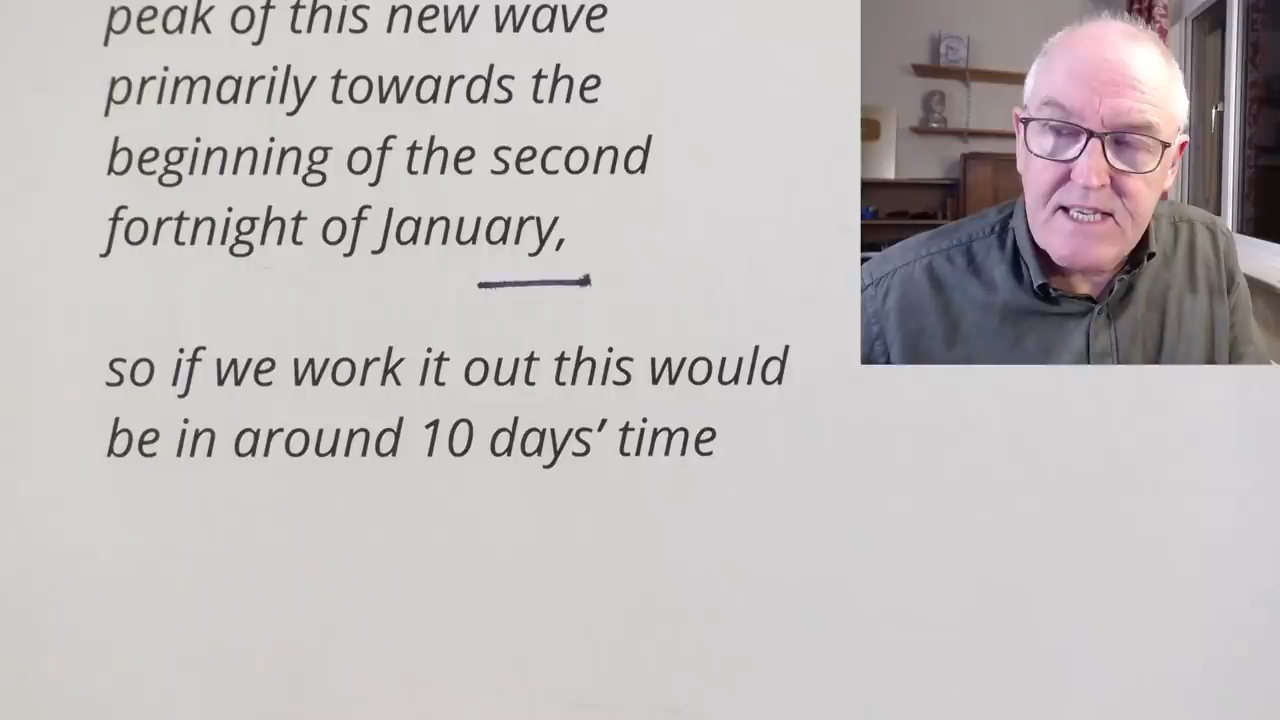 peak of this new wave
primarily towards the
beginning of the second
fortnight of January,
so if we work it out this would
be in around 10 days’ time